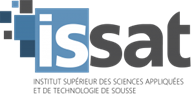 issat
INSTITUT SUPÉRIEUR DES SCIENCES APPLIQUÉES
ET DE TECHNOLOGIE DE SOUSSE